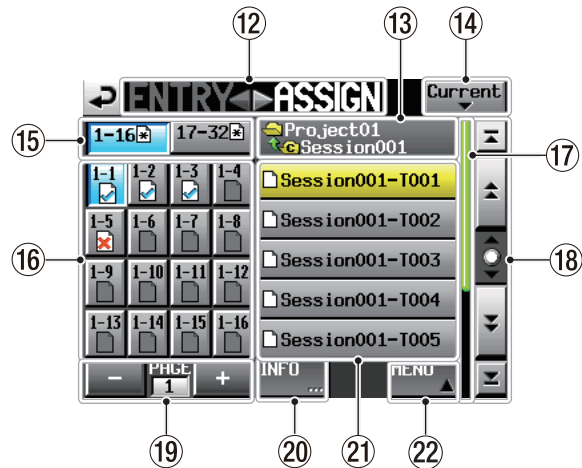 12
13
14
ENTRY ASSIGN
Current
15
1-16 17-32
Project01
Session001
17
1-1 1-2 1-3 1-4
Session001-T001
1-5 1-6 1-7 1-8
Session001-T002
16
18
1-9 1-10 1-11 1-12
Session001-T003
1-13 1-14 1-15 1-16
Session001-T004
Session001-T005
− PAGE +
1
INFO
...
MENU
19
20
21
22